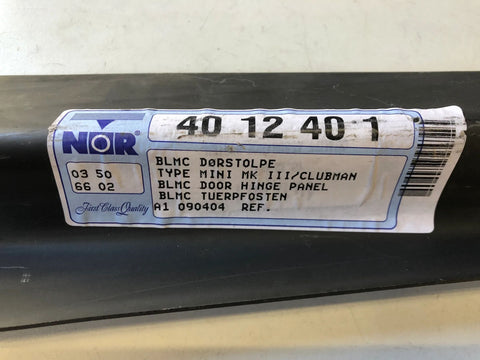 NOR
40 12 40 1
03 50
66 02
First Class Quality
BLMC DØRSTOLPE
TYPE MINI MK III/CLUBMAN
BLMC DOOR HINGE PANEL
BLMC TUERPFOSTEN
A1 090404 REF.